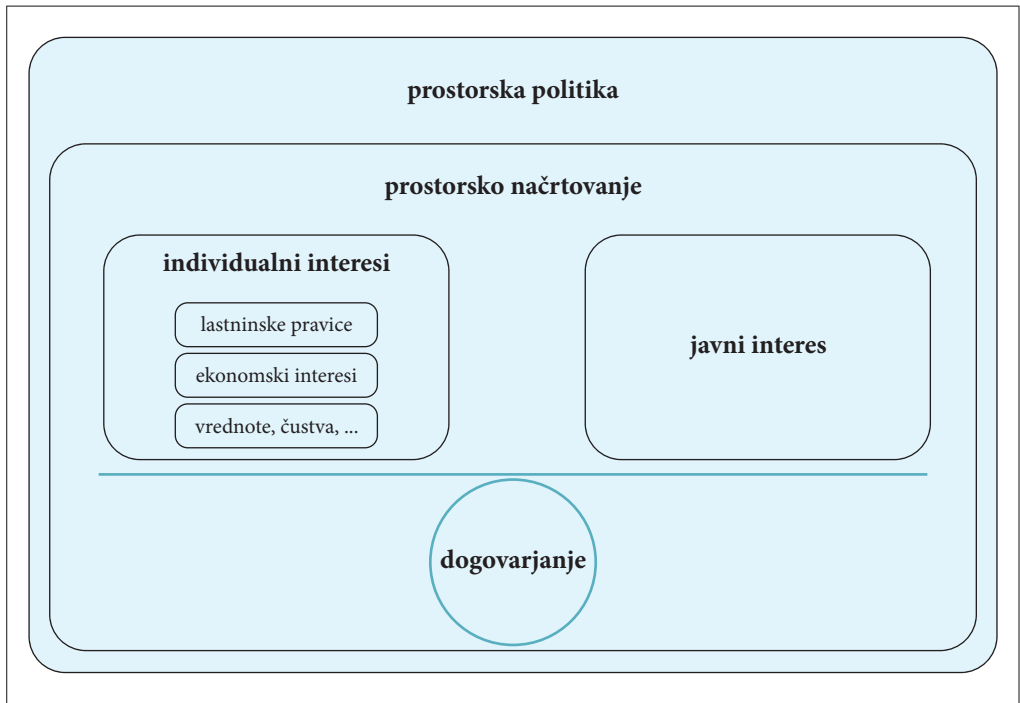 prostorska politika
prostorsko načrtovanje
individualni interesi
lastninske pravice
ekonomski interesi
vrednote, čustva, ...
javni interes
dogovarjanje